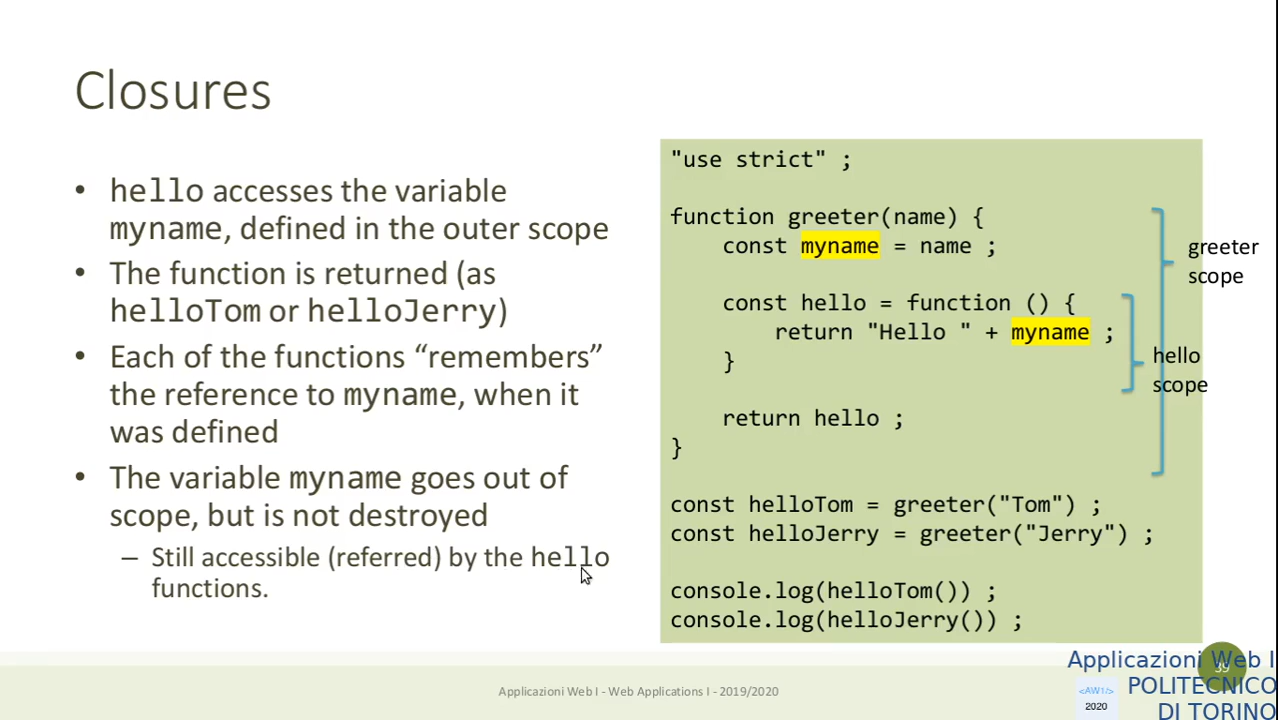 Closures
• hello accesses the variable
myname, defined in the outer scope
• The function is returned (as
helloTom or helloJerry)
• Each of the functions “remembers”
the reference to myname, when it
was defined
• The variable myname goes out of
scope, but is not destroyed
– Still accessible (referred) by the hello
functions.
"use strict" ;
function greeter(name) {
const myname = name ;
const hello = function () {
return "Hello " + myname ;
}
return hello ;
}
const helloTom = greeter("Tom") ;
const helloJerry = greeter("Jerry") ;
console.log(helloTom()) ;
console.log(helloJerry()) ;
greeter
scope
hello
scope
Applicazioni Web I - Web Applications I - 2019/2020
39
Applicazioni Web I
POLITECNICO
DI TORINO
<AW1/>
2020